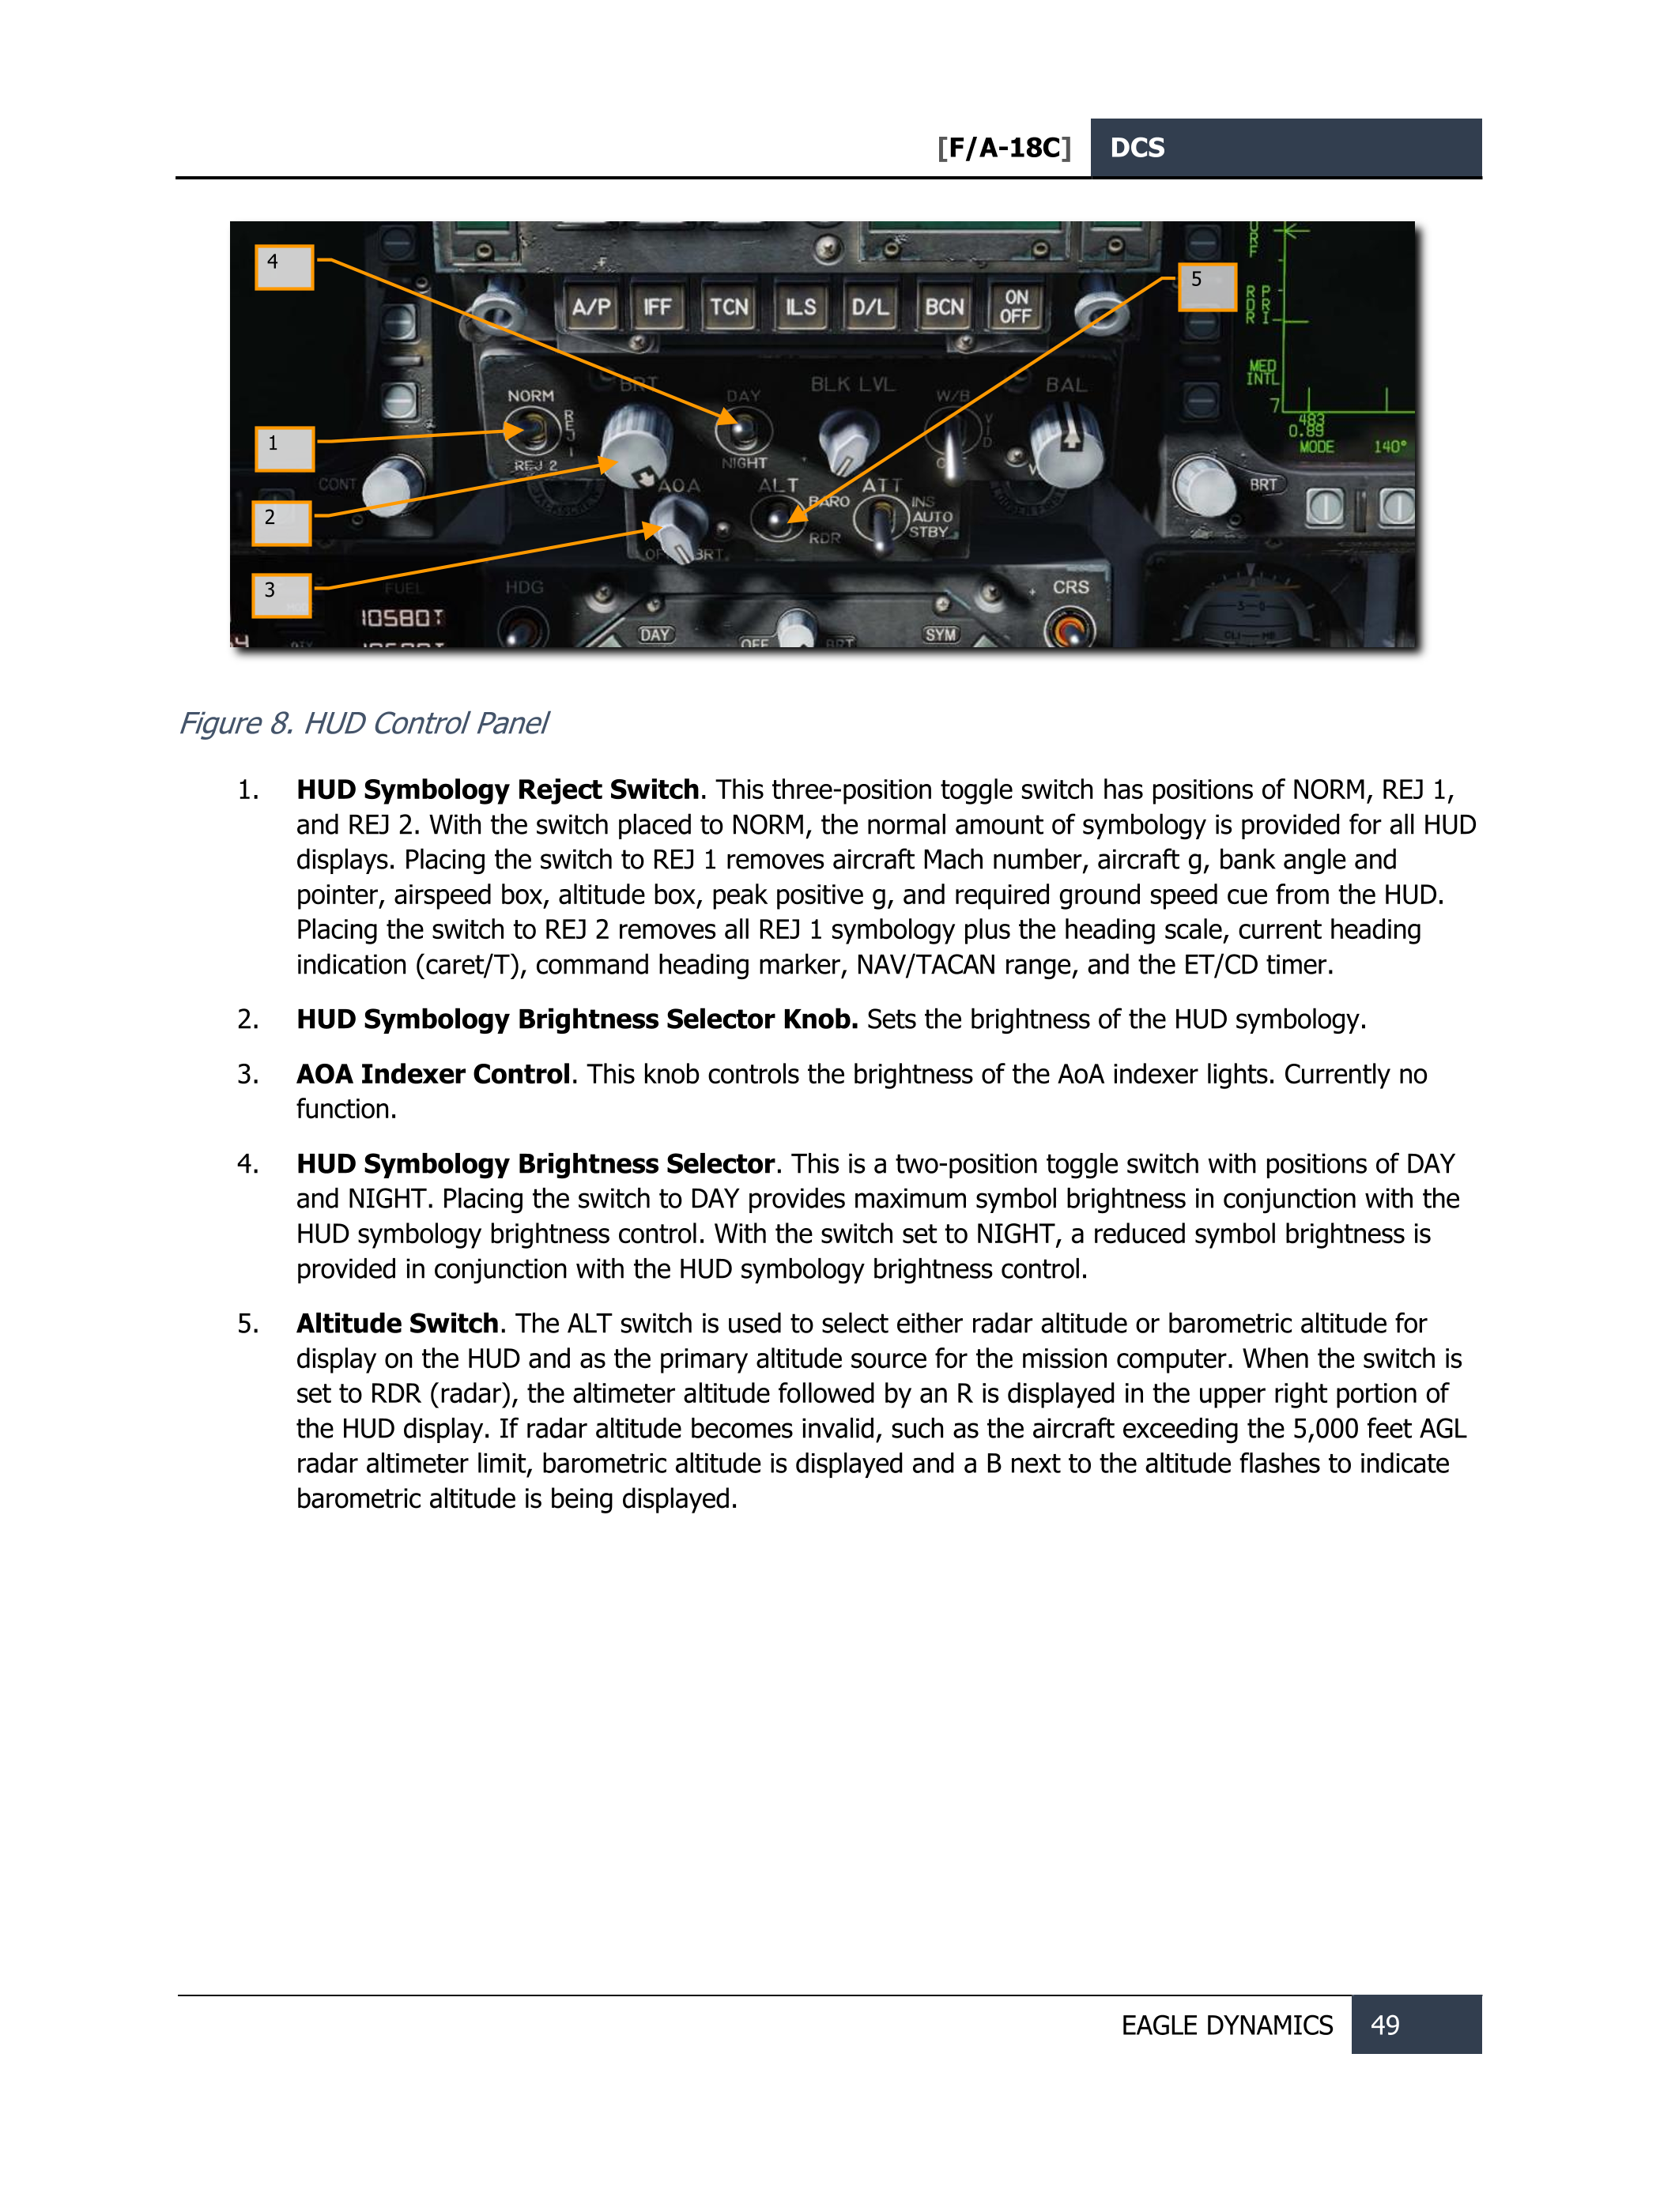 [F/A-18C] DCS
4
5
A/P IFF TCN ILS D/L BCN ON OFF
NORM BRT DAY BLK LVL W/B BAL
REJ 1
VID
REJ 2 NIGHT
AOA ALT ATT
BARO INS
RDR AUTO
STBY
BRT
1
2
3
CONT
BRT
FUEL HDG CRS
DAY OFF BRT SYM
MED
INTL
7
483
0.89
MODE 140°
Figure 8. HUD Control Panel
1. HUD Symbology Reject Switch. This three-position toggle switch has positions of NORM, REJ 1,
and REJ 2. With the switch placed to NORM, the normal amount of symbology is provided for all HUD
displays. Placing the switch to REJ 1 removes aircraft Mach number, aircraft g, bank angle and
pointer, airspeed box, altitude box, peak positive g, and required ground speed cue from the HUD.
Placing the switch to REJ 2 removes all REJ 1 symbology plus the heading scale, current heading
indication (caret/T), command heading marker, NAV/TACAN range, and the ET/CD timer.
2. HUD Symbology Brightness Selector Knob. Sets the brightness of the HUD symbology.
3. AOA Indexer Control. This knob controls the brightness of the AoA indexer lights. Currently no
function.
4. HUD Symbology Brightness Selector. This is a two-position toggle switch with positions of DAY
and NIGHT. Placing the switch to DAY provides maximum symbol brightness in conjunction with the
HUD symbology brightness control. With the switch set to NIGHT, a reduced symbol brightness is
provided in conjunction with the HUD symbology brightness control.
5. Altitude Switch. The ALT switch is used to select either radar altitude or barometric altitude for
display on the HUD and as the primary altitude source for the mission computer. When the switch is
set to RDR (radar), the altimeter altitude followed by an R is displayed in the upper right portion of
the HUD display. If radar altitude becomes invalid, such as the aircraft exceeding the 5,000 feet AGL
radar altimeter limit, barometric altitude is displayed and a B next to the altitude flashes to indicate
barometric altitude is being displayed.
EAGLE DYNAMICS 49